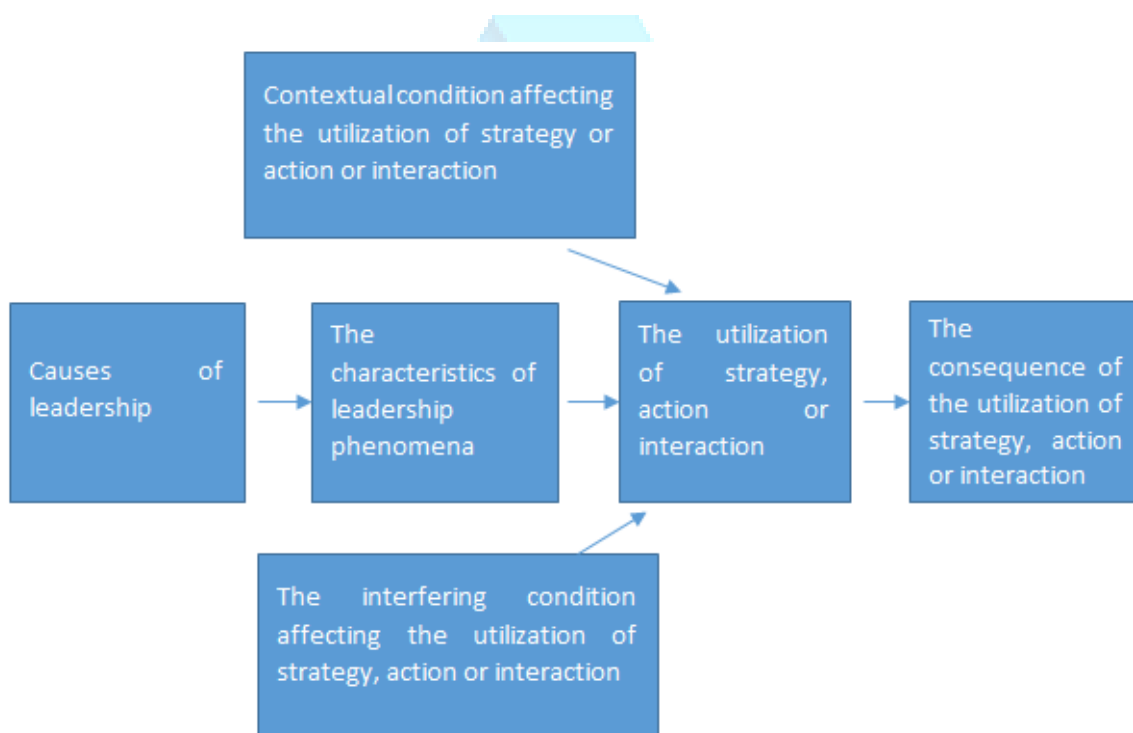 Contextual condition affecting
the utilization of strategy or
action or interaction
Causes of
leadership
The
characteristics of
leadership
phenomena
The utilization
of strategy,
action or
interaction
The
consequence of
the utilization of
strategy, action
or interaction
The interfering condition
affecting the utilization of
strategy, action or interaction